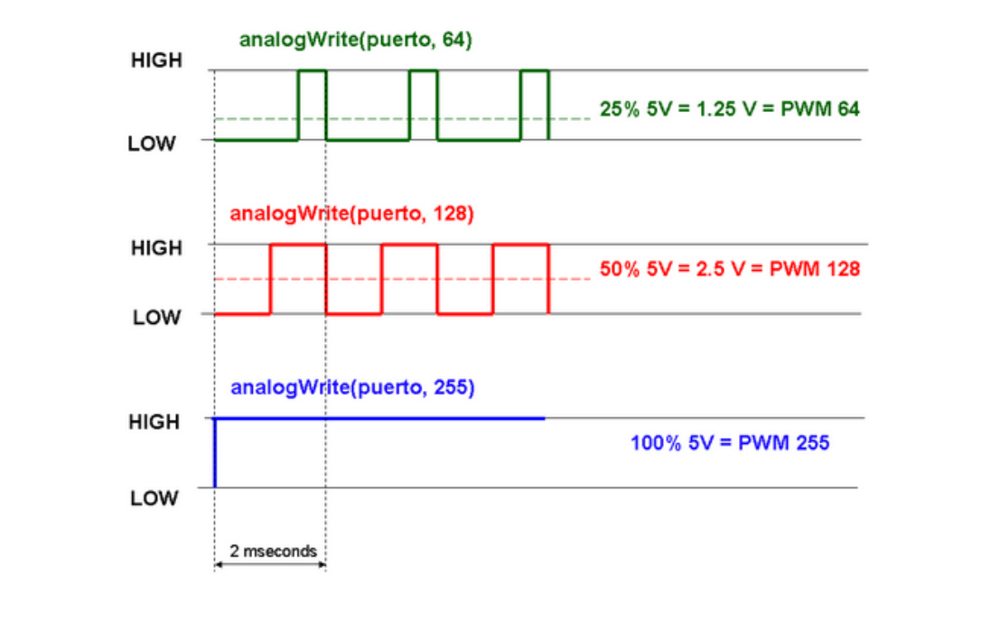 analogWrite(puerto, 64)
HIGH
25% 5V = 1.25 V = PWM 64
LOW
analogWrite(puerto, 128)
HIGH
50% 5V = 2.5 V = PWM 128
LOW
analogWrite(puerto, 255)
HIGH
100% 5V = PWM 255
LOW
2 mseconds